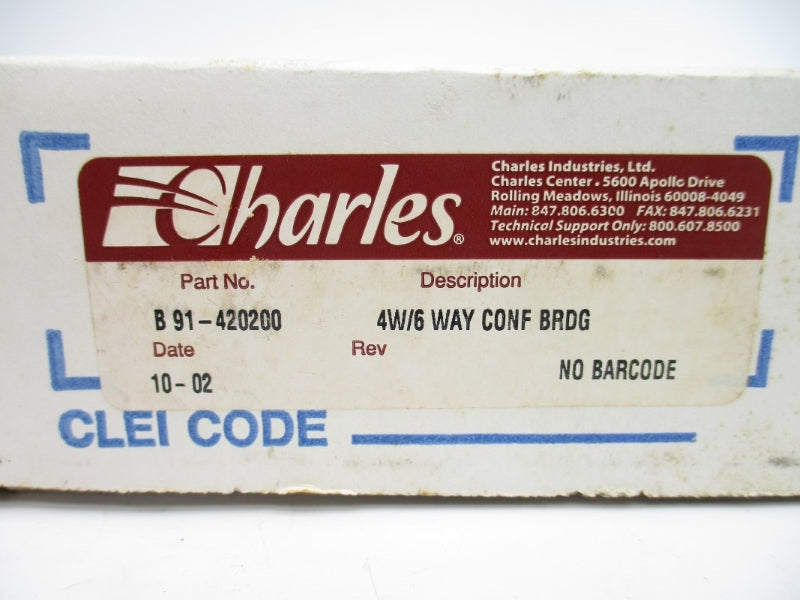 Charles®
Charles Industries, Ltd.
Charles Center • 5600 Apollo Drive
Rolling Meadows, Illinois 60008-4049
Main: 847.806.6300 FAX: 847.806.6231
Technical Support Only: 800.607.8500
www.charlesindustries.com
Part No. Description
B 91-420200 4W/6 WAY CONF BRDG
Date Rev
10-02 NO BARCODE
CLEI CODE